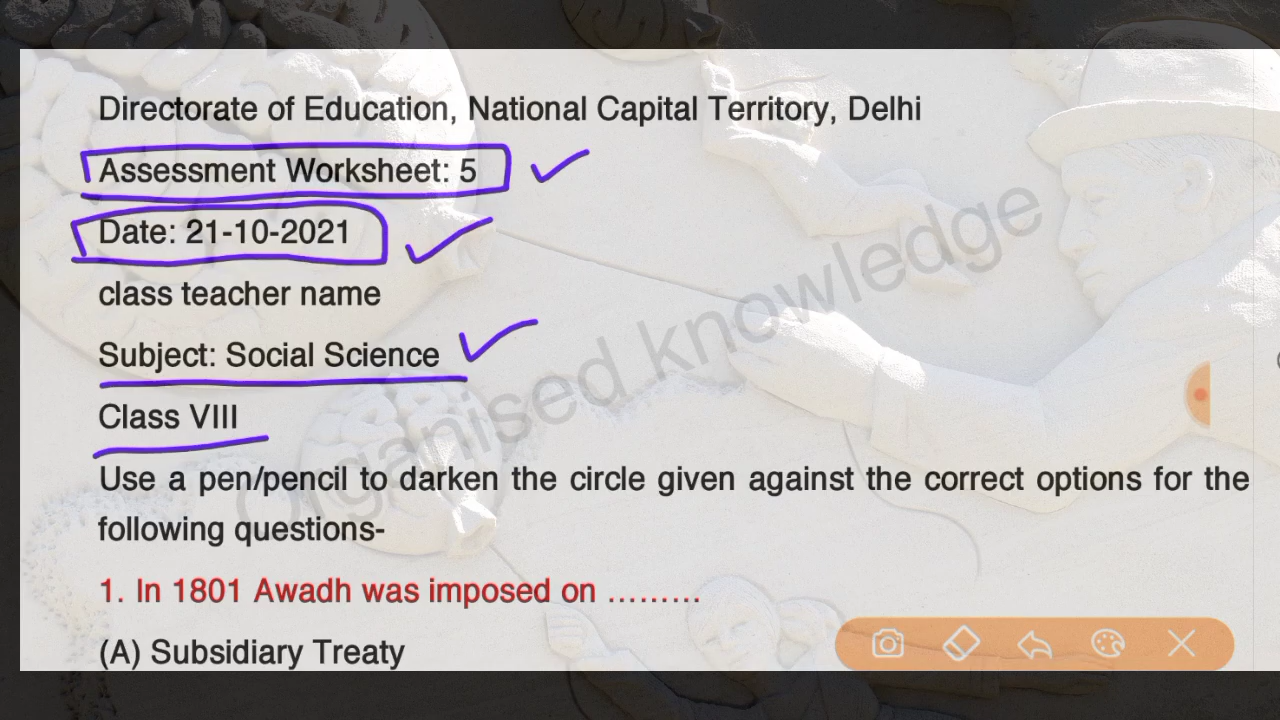 Directorate of Education, National Capital Territory, Delhi
Assessment Worksheet: 5
Date: 21-10-2021
class teacher name
Subject: Social Science
Class VIII
Use a pen/pencil to darken the circle given against the correct options for the
following questions-
1. In 1801 Awadh was imposed on .........
(A) Subsidiary Treaty
Organised knowledge